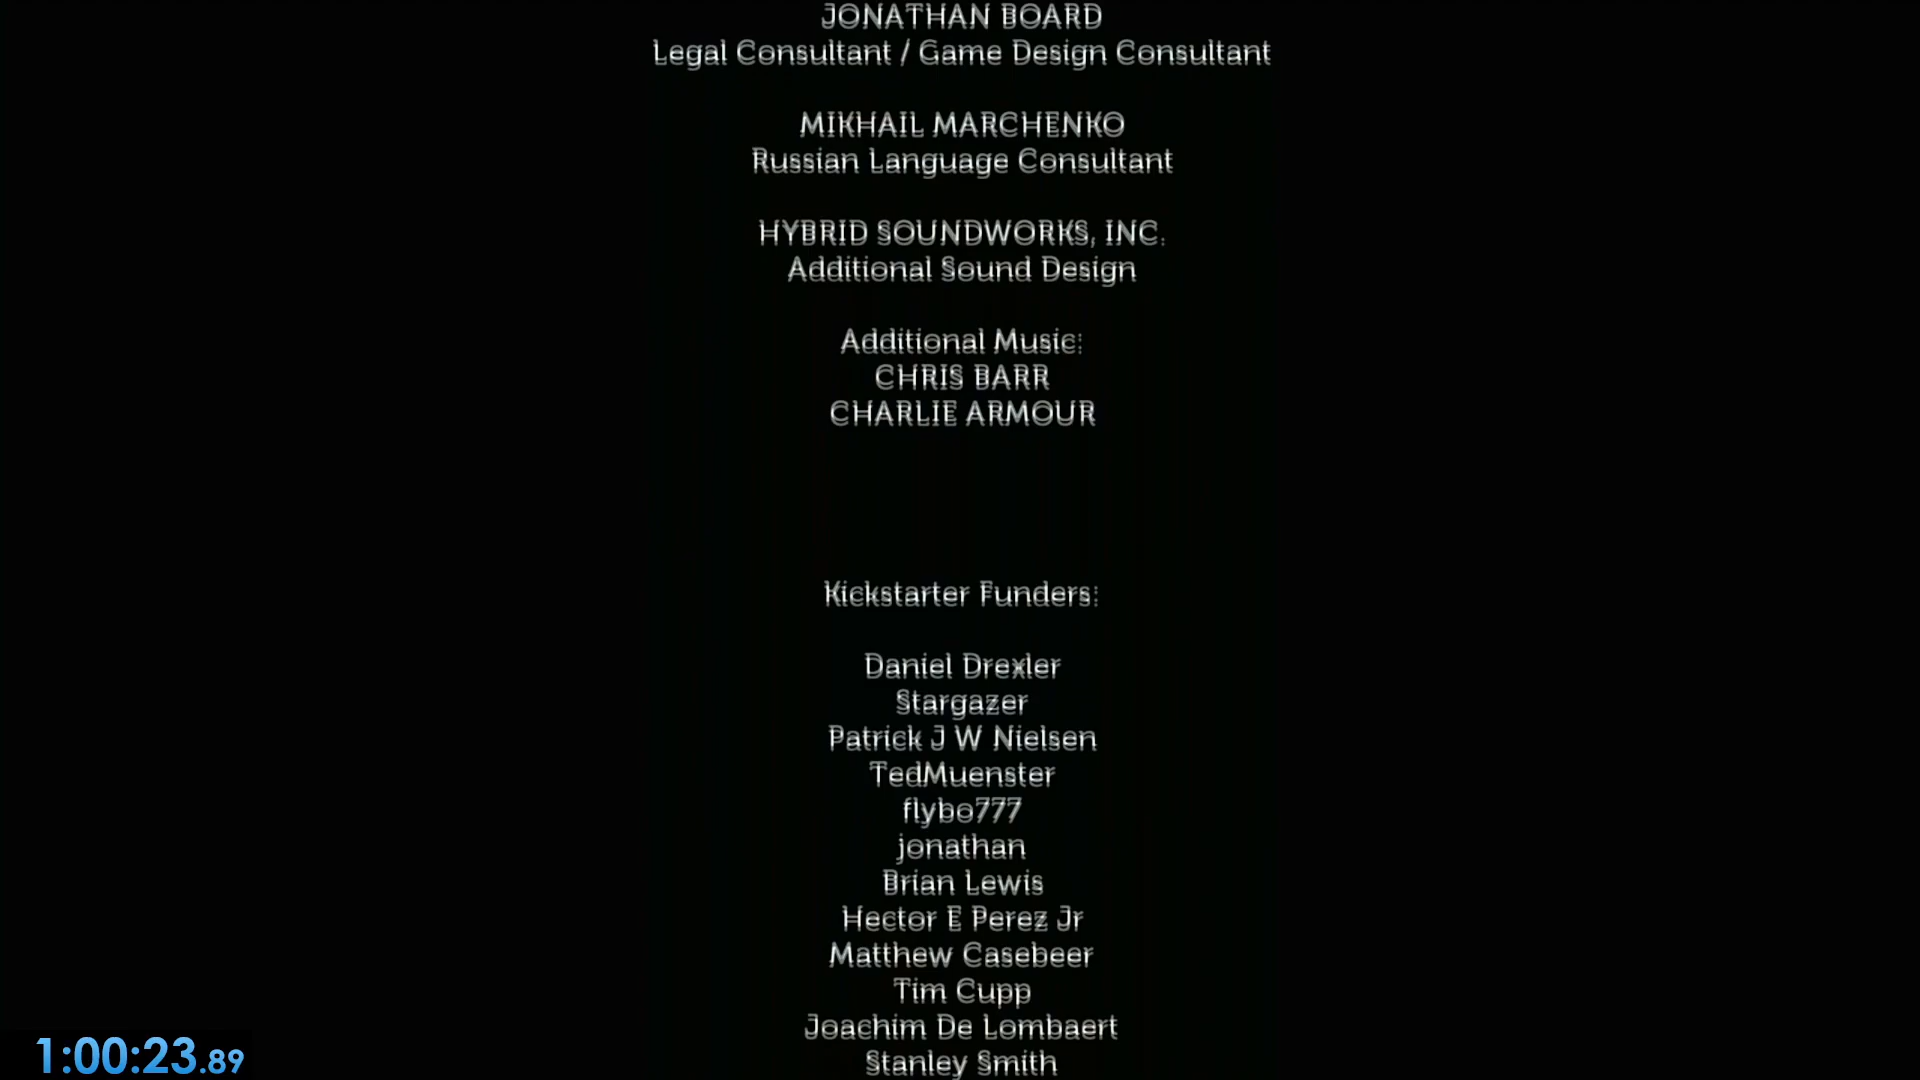 JONATHAN BOARD
Legal Consultant / Game Design Consultant
MIKHAIL MARCHENKO
Russian Language Consultant
HYBRID SOUNDWORKS, INC.
Additional Sound Design
Additional Music:
CHRIS BARR
CHARLIE ARMOUR
Kickstarter Funders:
Daniel Drexler
Stargazer
Patrick J W Nielsen
TedMuenster
flybo777
jonathan
Brian Lewis
Hector E Perez Jr
Matthew Casebeer
Tim Cupp
Joachim De Lombaert
Stanley Smith
1:00:23.89